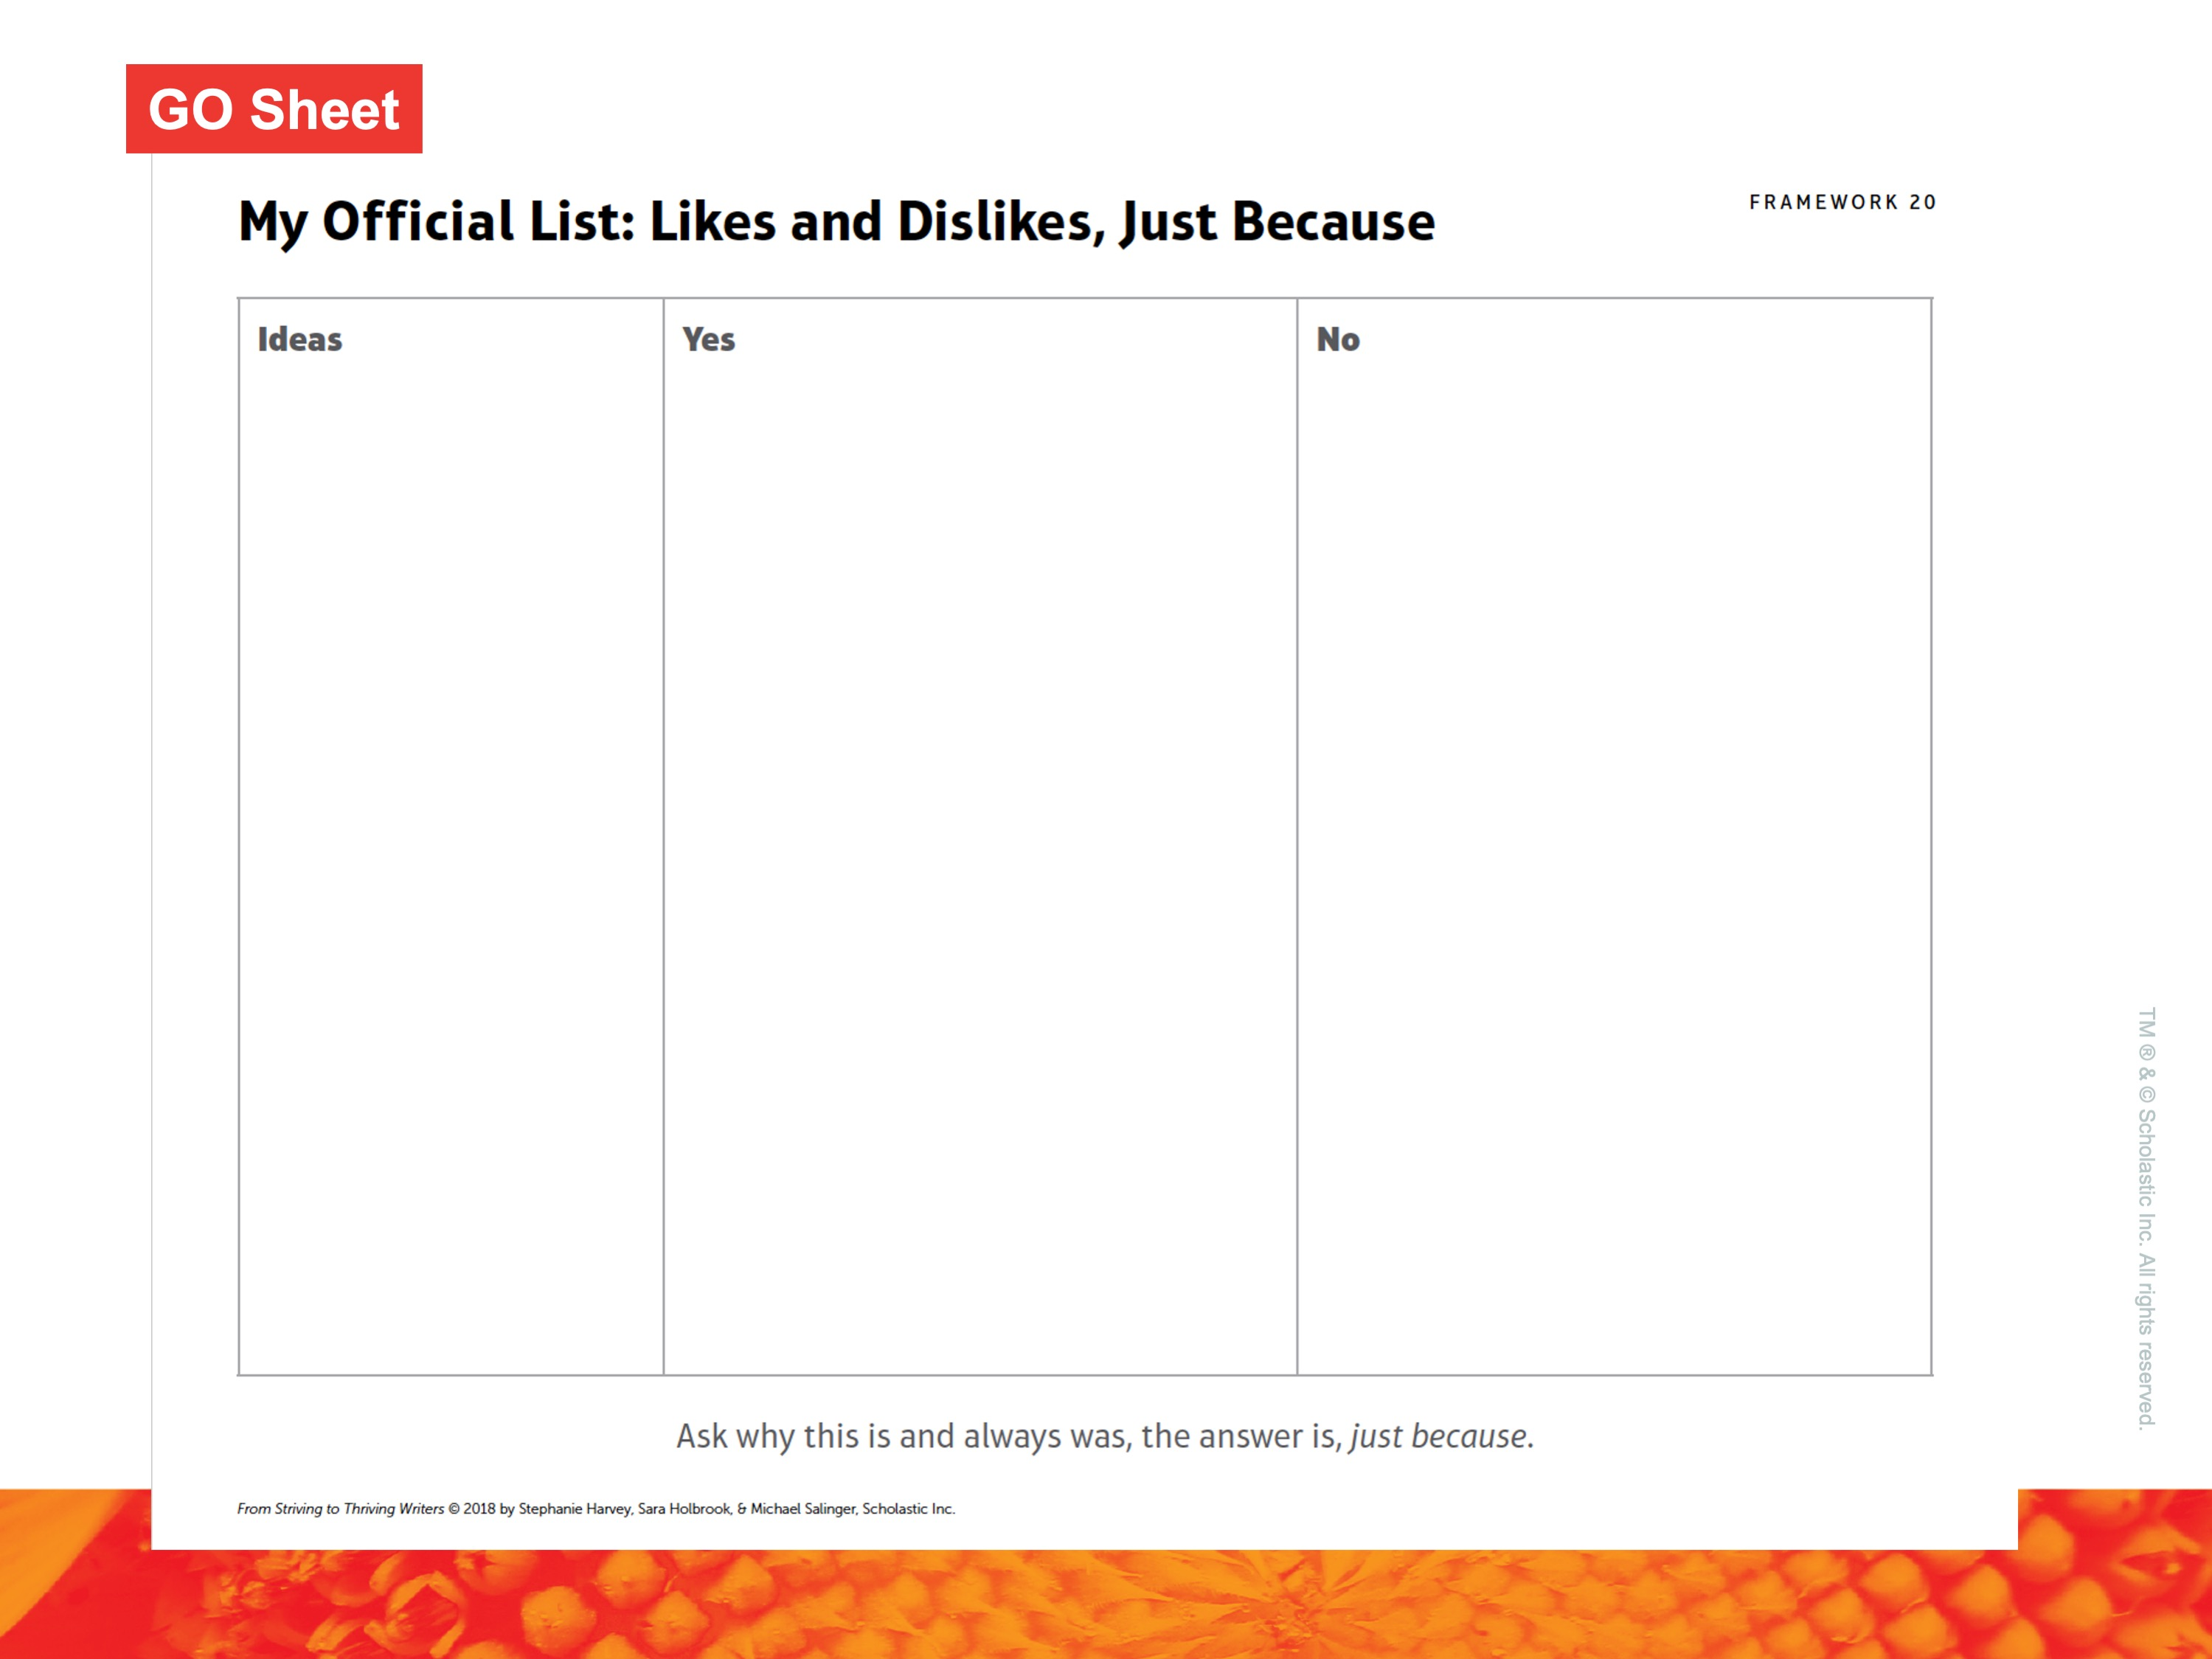 GO Sheet
FRAMEWORK 20
My Official List: Likes and Dislikes, Just Because
Ideas
Yes
No
Ask why this is and always was, the answer is, just because.
From Striving to Thriving Writers © 2018 by Stephanie Harvey, Sara Holbrook, & Michael Salinger, Scholastic Inc.
TM ® & © Scholastic Inc. All rights reserved.